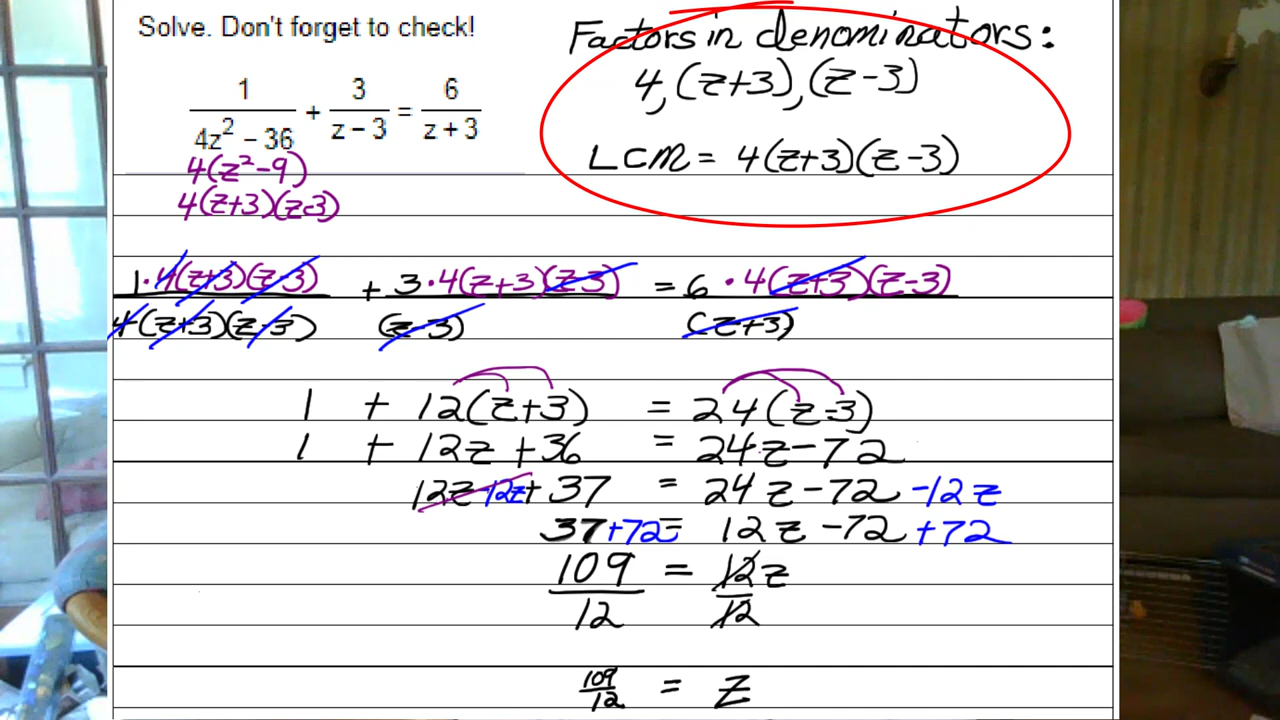 Solve. Don't forget to check!
1/(4z² − 36) + 3/(z − 3) = 6/(z + 3)
4(z²-9)
4(z+3)(z-3)
Factors in denominators:
4, (z+3), (z-3)
LCM = 4(z+3)(z-3)
1·4(z+3)(z-3) + 3·4(z+3)(z-3) = 6 ·4(z+3)(z-3)
4(z+3)(z-3) (z-3) (z+3)
1 + 12(z+3) = 24(z-3)
1 + 12z +36 = 24z-72
12z-12z+37 = 24z-72-12z
37+72= 12z-72+72
109 = 12z
12 12
109/12 = z